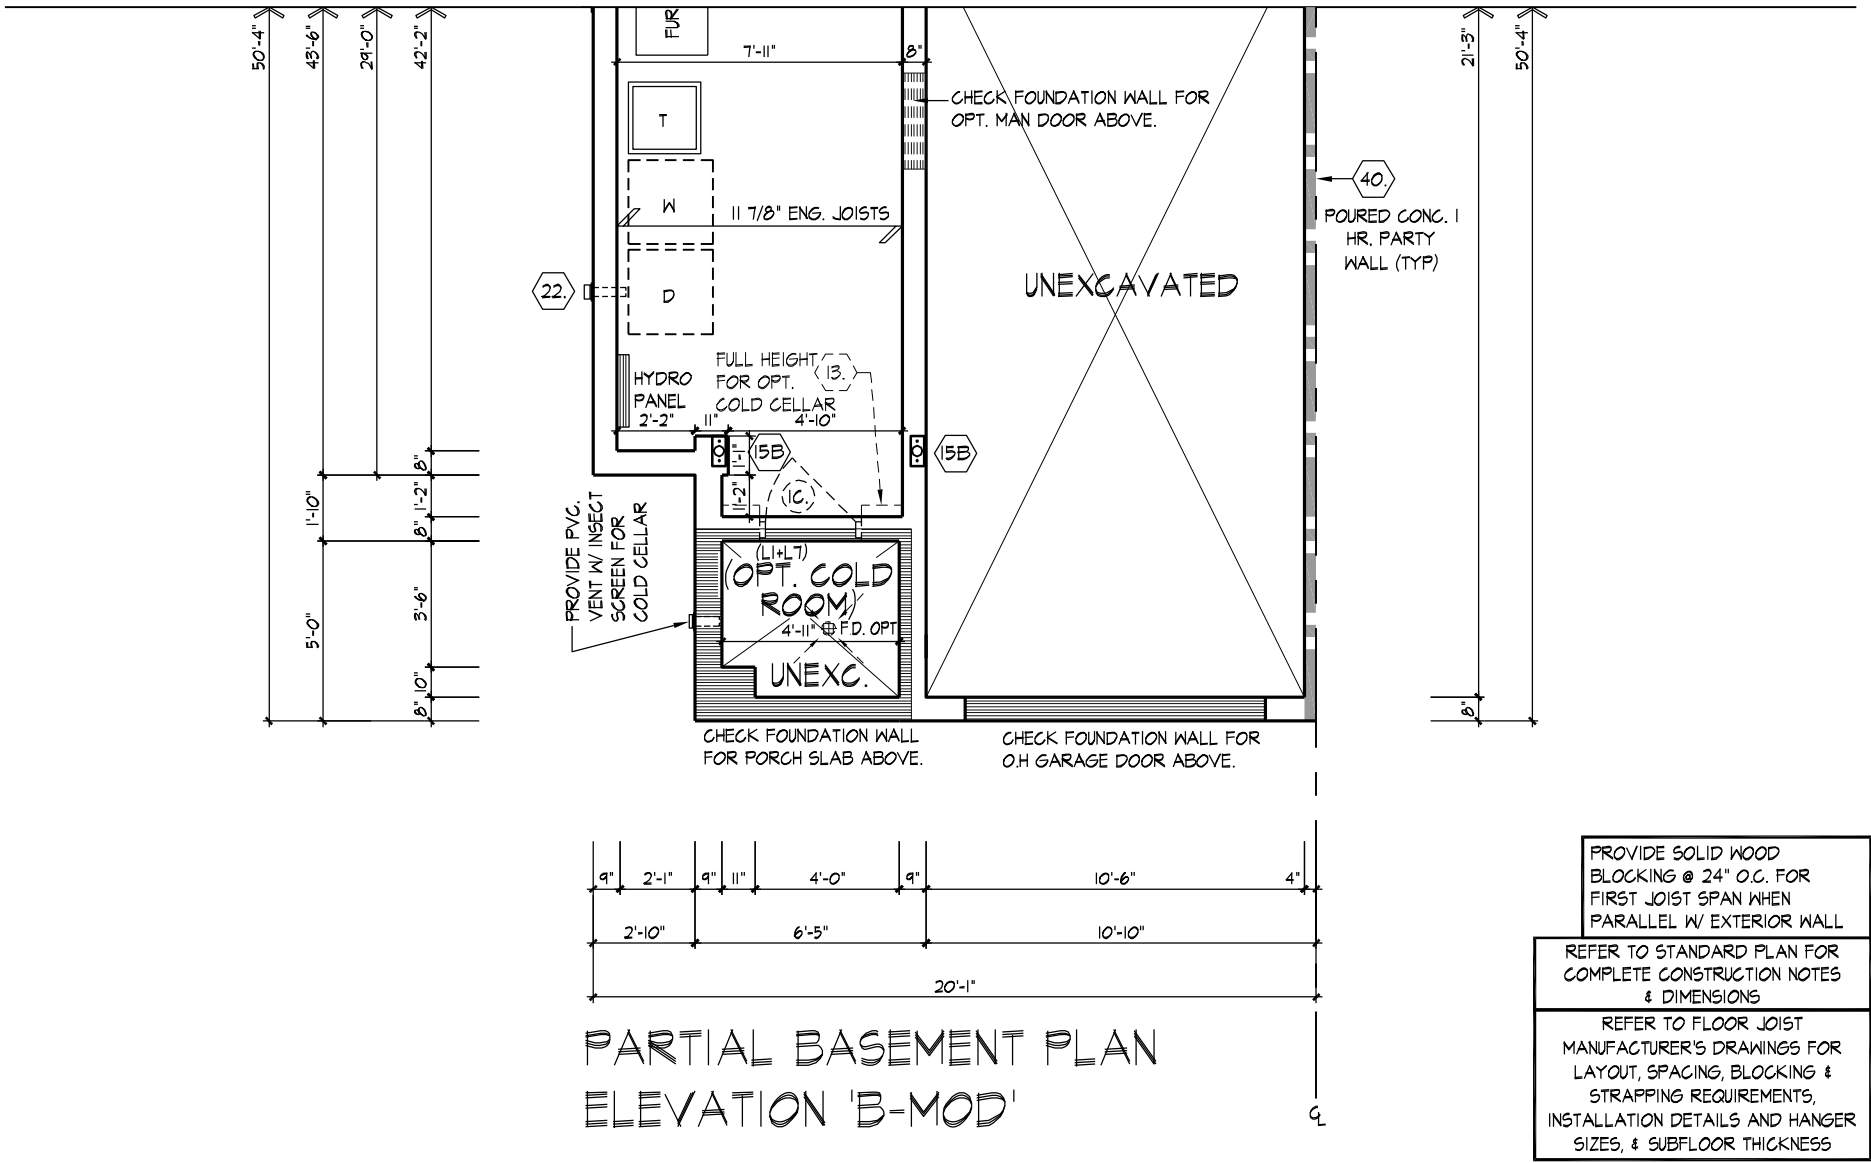 50'-4"
43'-6"
29'-0"
42'-2"
FUR
7'-11"
8"
21'-3"
50'-4"
CHECK FOUNDATION WALL FOR
OPT. MAN DOOR ABOVE.
T
W
11 7/8" ENG. JOISTS
40.
POURED CONC. 1
HR. PARTY
WALL (TYP)
UNEXCAVATED
22.
D
HYDRO
PANEL
FULL HEIGHT
FOR OPT.
COLD CELLAR
13.
2'-2"
11"
4'-10"
15B
15B
1'-1"
1'-2"
1C.
8"
1'-2"
8"
1'-10"
3'-6"
5'-0"
10"
8"
PROVIDE PVC.
VENT W/ INSECT
SCREEN FOR
COLD CELLAR
(L1+L7)
(OPT. COLD
ROOM)
4'-11"
F.D. OPT
UNEXC.
8"
CHECK FOUNDATION WALL
FOR PORCH SLAB ABOVE.
CHECK FOUNDATION WALL FOR
O.H GARAGE DOOR ABOVE.
9"
2'-1"
9"
11"
4'-0"
9"
10'-6"
4"
2'-10"
6'-5"
10'-10"
20'-1"
PARTIAL BASEMENT PLAN
ELEVATION 'B-MOD'
CL
PROVIDE SOLID WOOD
BLOCKING @ 24" O.C. FOR
FIRST JOIST SPAN WHEN
PARALLEL W/ EXTERIOR WALL
REFER TO STANDARD PLAN FOR
COMPLETE CONSTRUCTION NOTES
& DIMENSIONS
REFER TO FLOOR JOIST
MANUFACTURER'S DRAWINGS FOR
LAYOUT, SPACING, BLOCKING &
STRAPPING REQUIREMENTS,
INSTALLATION DETAILS AND HANGER
SIZES, & SUBFLOOR THICKNESS